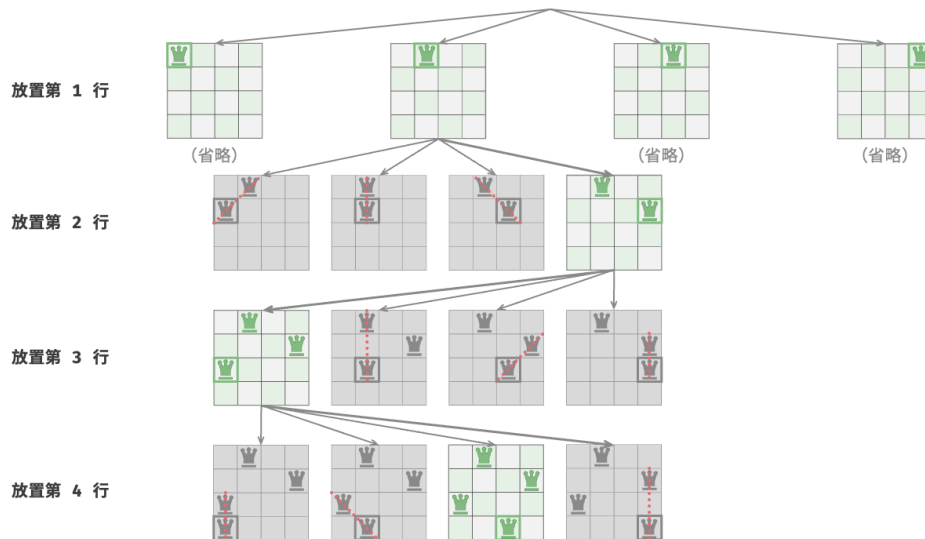 放置第 1 行
(省略)
(省略)
(省略)
放置第 2 行
放置第 3 行
放置第 4 行